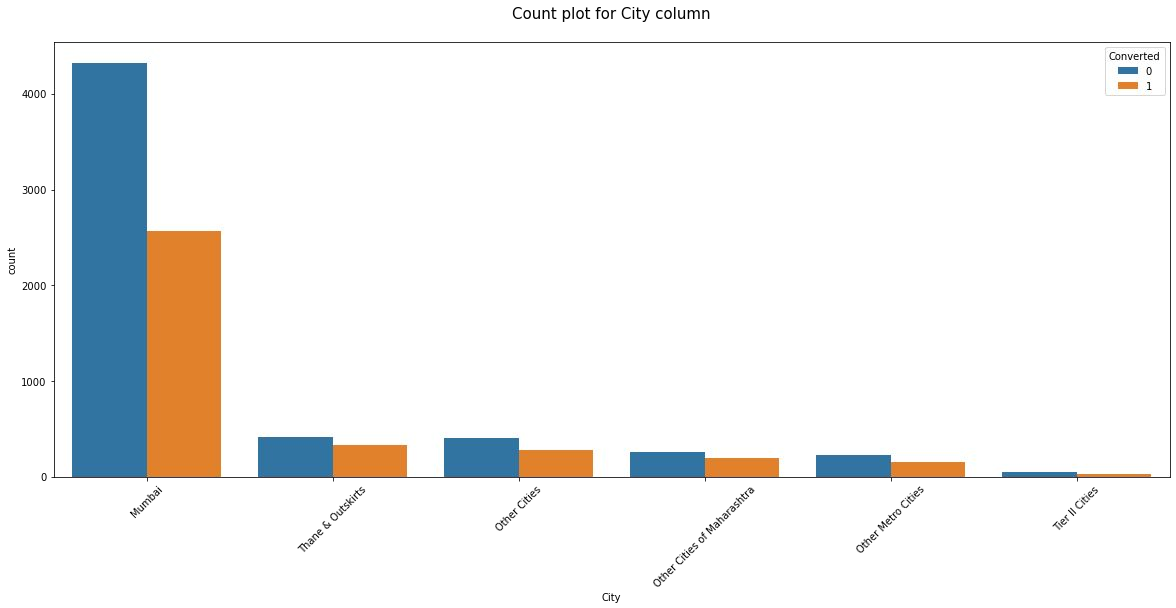 Count plot for City column
Converted
0
1
4000
3000
2000
1000
0
count
Mumbai
Thane & Outskirts
Other Cities
Other Cities of Maharashtra
Other Metro Cities
Tier II Cities
City